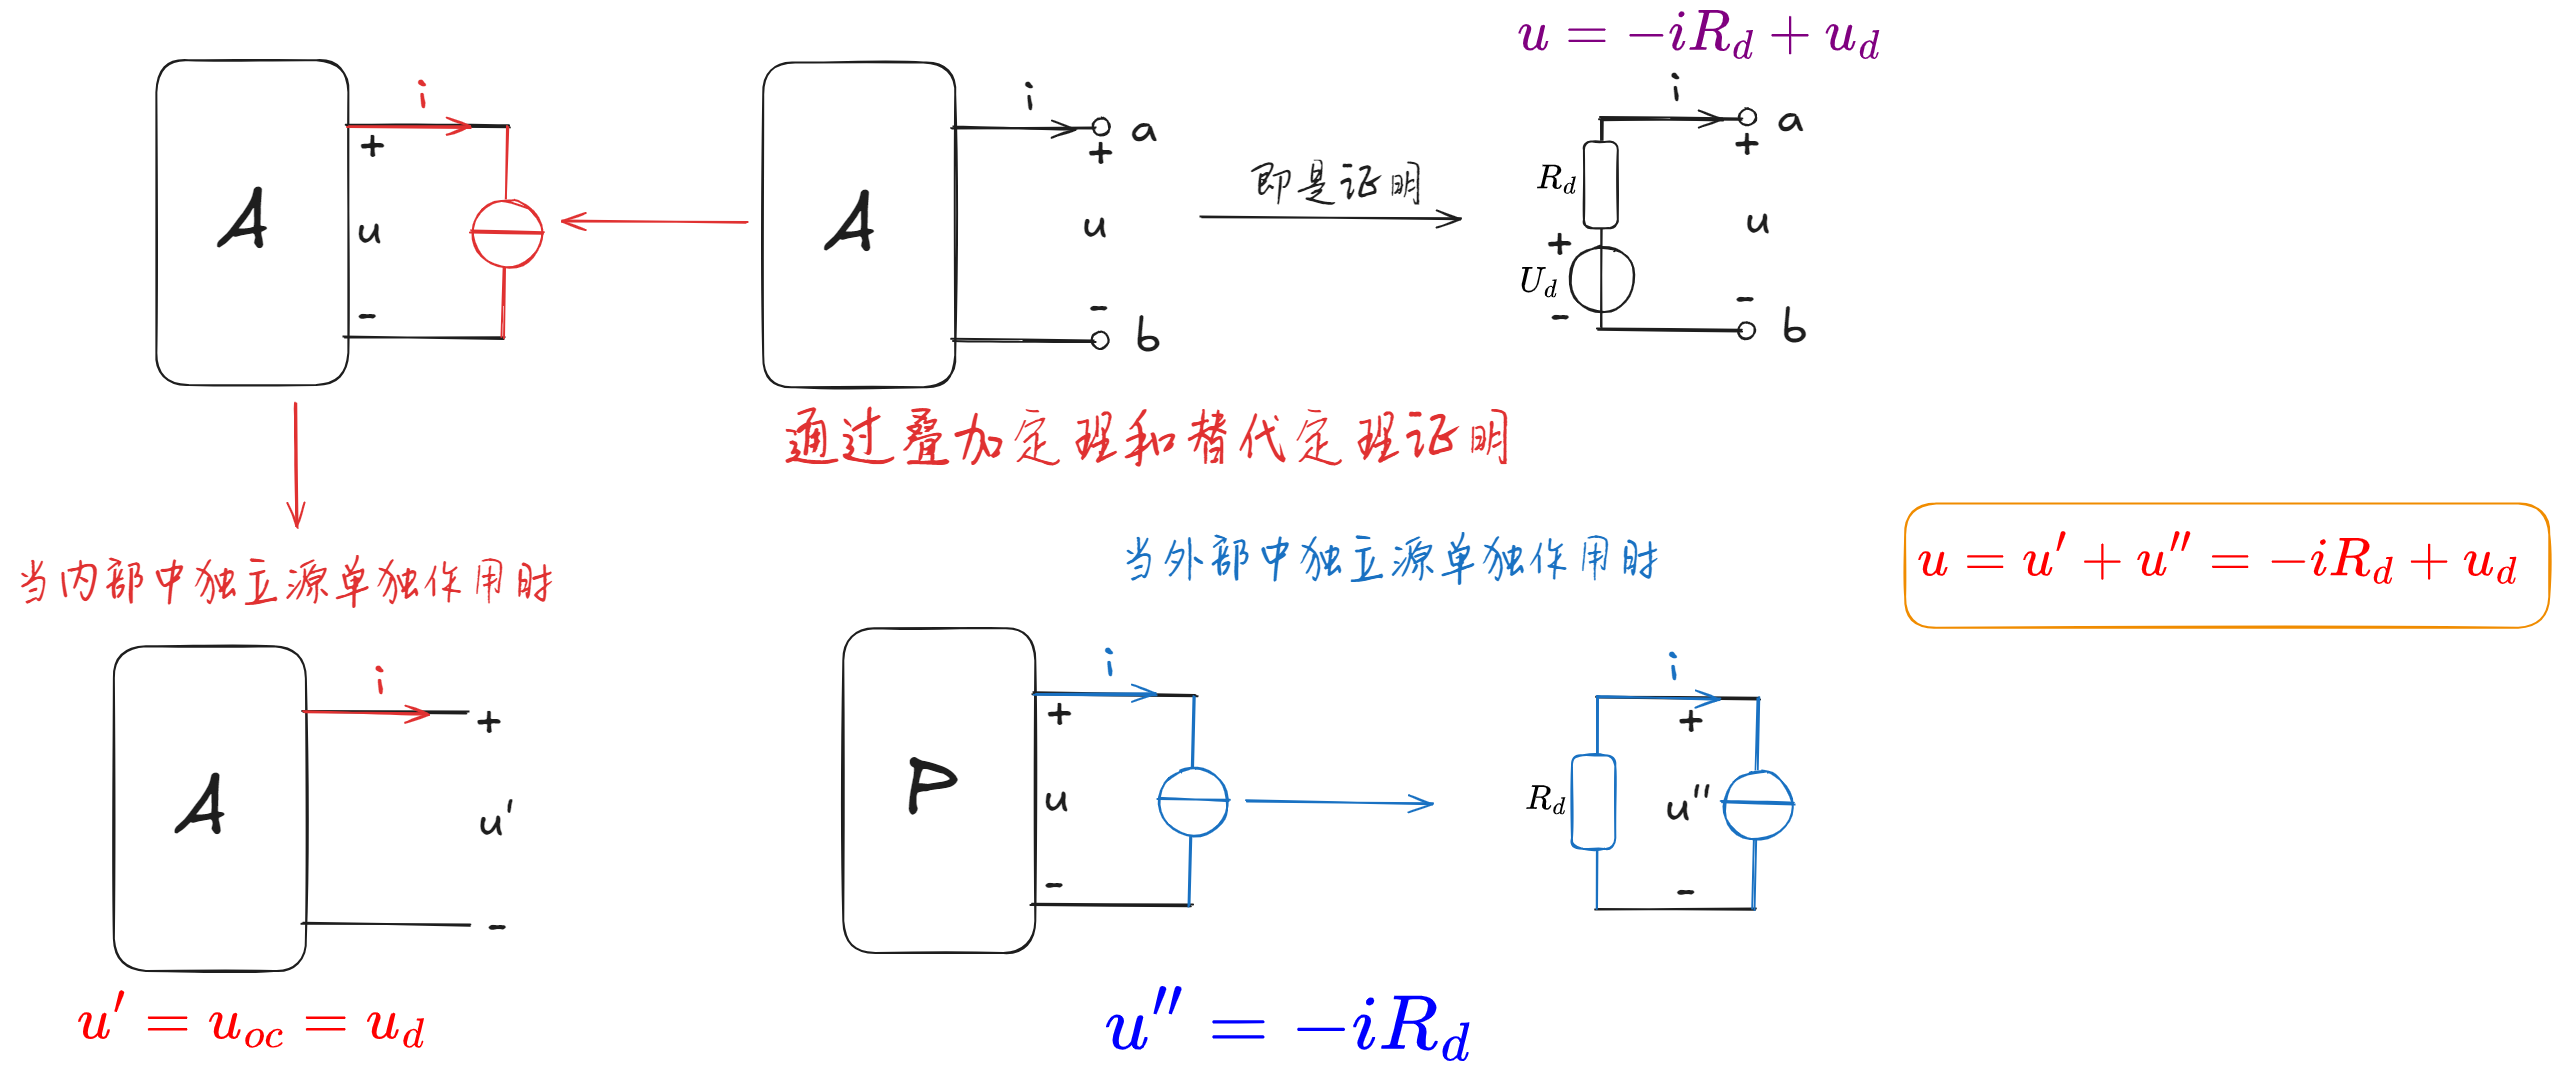 u = −iR_d + u_d
A
i
+
u
-
A
i
a
+
u
-
b
即是证明
i
a
+
R_d
u
+
U_d
-
-
b
通过叠加定理和替代定理证明
当内部中独立源单独作用时
当外部中独立源单独作用时
u = u′ + u″ = −iR_d + u_d
A
i
+
u'
-
u′ = u_oc = u_d
P
i
+
u
-
i
+
R_d
u''
-
u″ = −iR_d